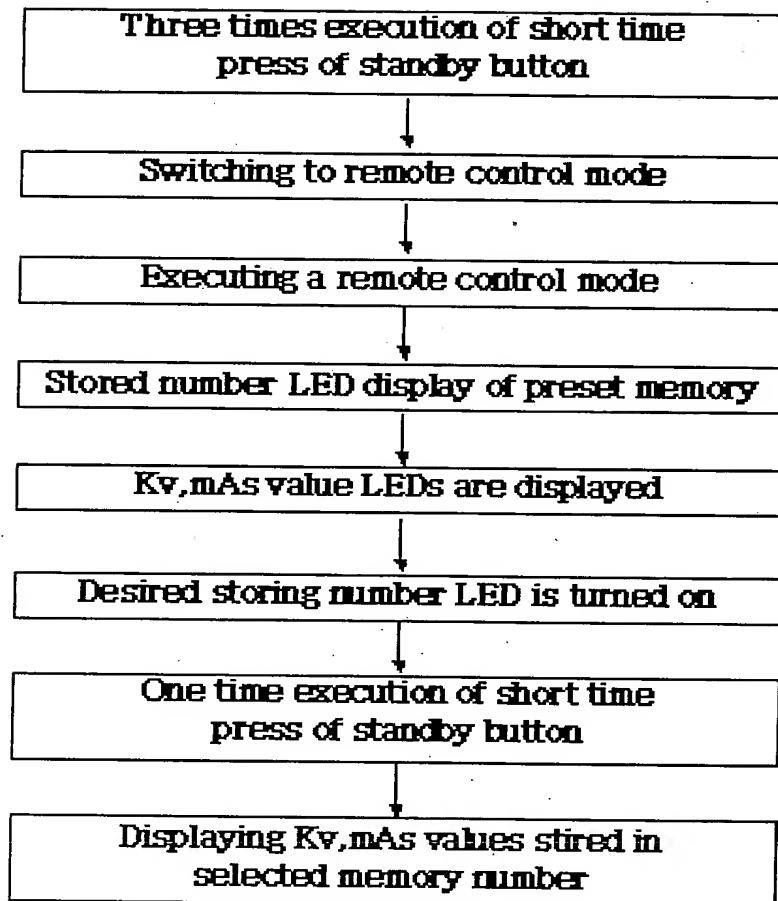 Three times execution of short time
press of standby button
Switching to remote control mode
Executing a remote control mode
Stored number LED display of preset memory
Kv,mAs value LEDs are displayed
Desired storing number LED is turned on
One time execution of short time
press of standby button
Displaying Kv,mAs values stired in
selected memory number